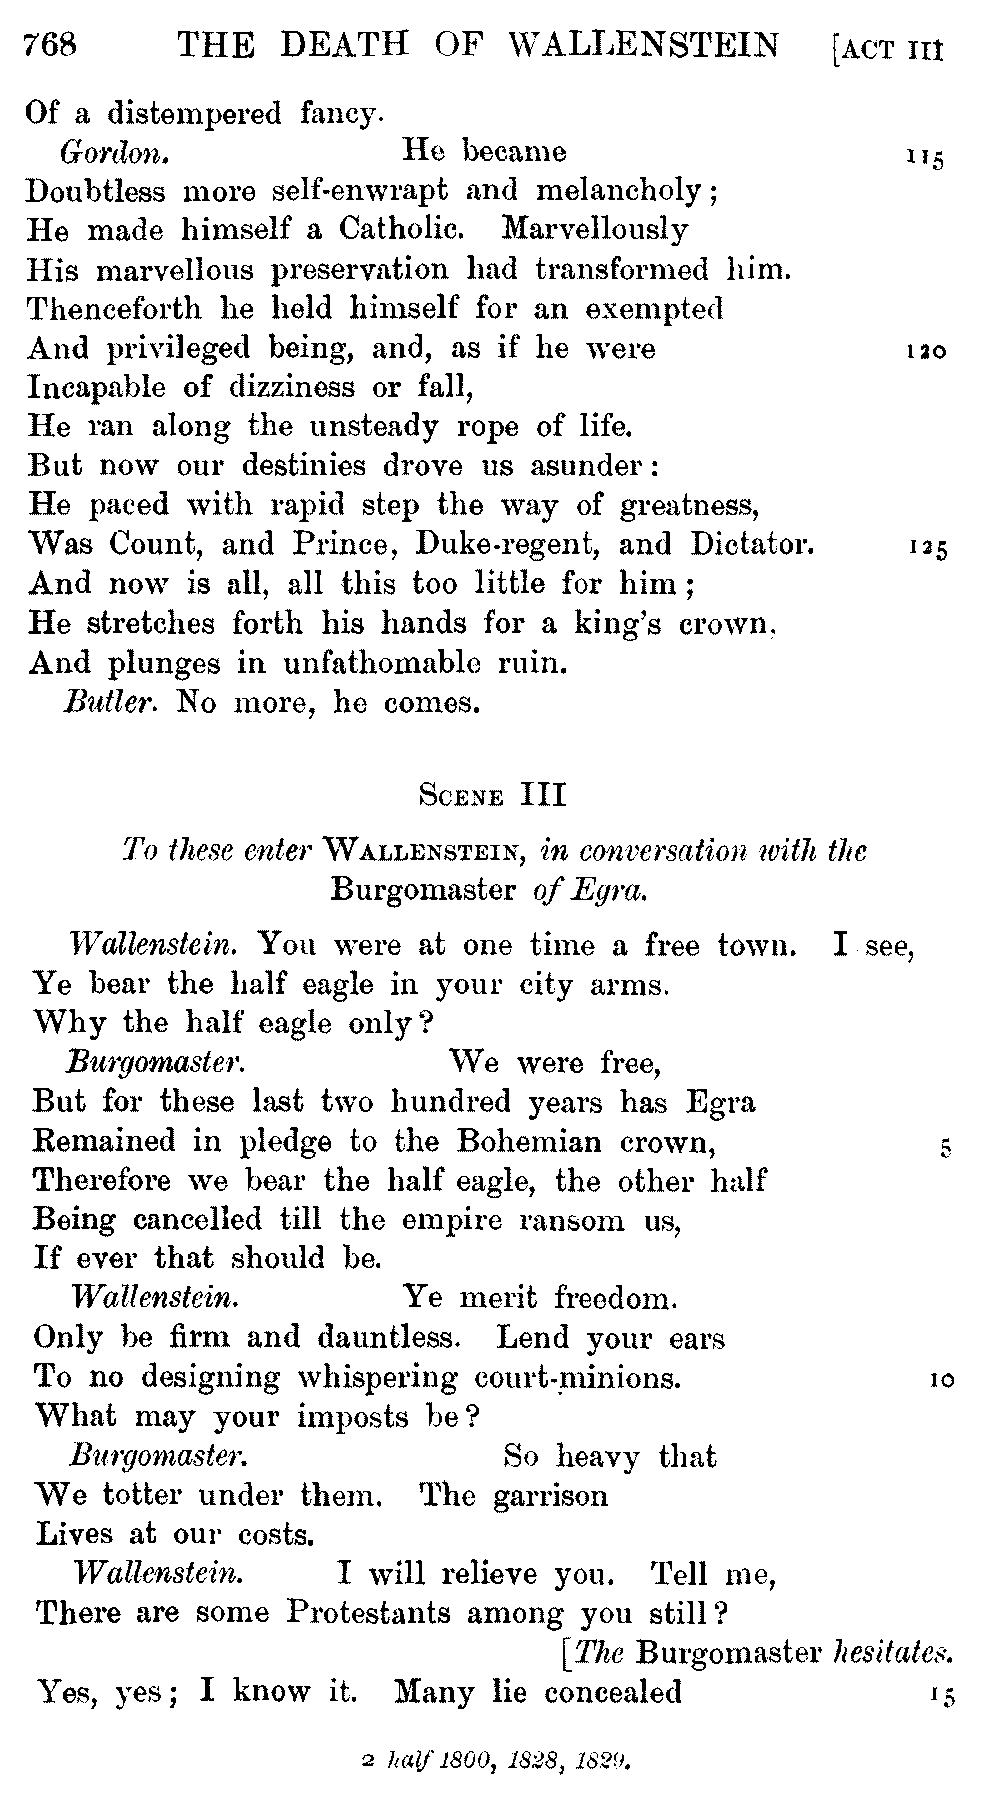 768 THE DEATH OF WALLENSTEIN [ACT III
Of a distempered fancy.
Gordon. He became 115
Doubtless more self-enwrapt and melancholy;
He made himself a Catholic. Marvellously
His marvellous preservation had transformed him.
Thenceforth he held himself for an exempted
And privileged being, and, as if he were 120
Incapable of dizziness or fall,
He ran along the unsteady rope of life.
But now our destinies drove us asunder:
He paced with rapid step the way of greatness,
Was Count, and Prince, Duke-regent, and Dictator. 125
And now is all, all this too little for him;
He stretches forth his hands for a king's crown,
And plunges in unfathomable ruin.
Butler. No more, he comes.
SCENE III
To these enter WALLENSTEIN, in conversation with the
Burgomaster of Egra.
Wallenstein. You were at one time a free town. I see,
Ye bear the half eagle in your city arms.
Why the half eagle only?
Burgomaster. We were free,
But for these last two hundred years has Egra
Remained in pledge to the Bohemian crown, 5
Therefore we bear the half eagle, the other half
Being cancelled till the empire ransom us,
If ever that should be.
Wallenstein. Ye merit freedom.
Only be firm and dauntless. Lend your ears
To no designing whispering court-minions. 10
What may your imposts be?
Burgomaster. So heavy that
We totter under them. The garrison
Lives at our costs.
Wallenstein. I will relieve you. Tell me,
There are some Protestants among you still?
[The Burgomaster hesitates.
Yes, yes; I know it. Many lie concealed 15
2 half 1800, 1828, 1829.